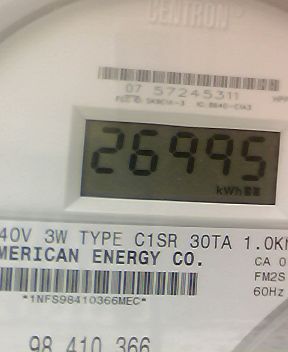 CENTRON
07 57245311
26995
kWh
40V 3W TYPE C1SR 30TA 1.0K
MERICAN ENERGY CO.
CA 0
FM2S
60Hz
*1NFS98410366MEC*
98 410 366